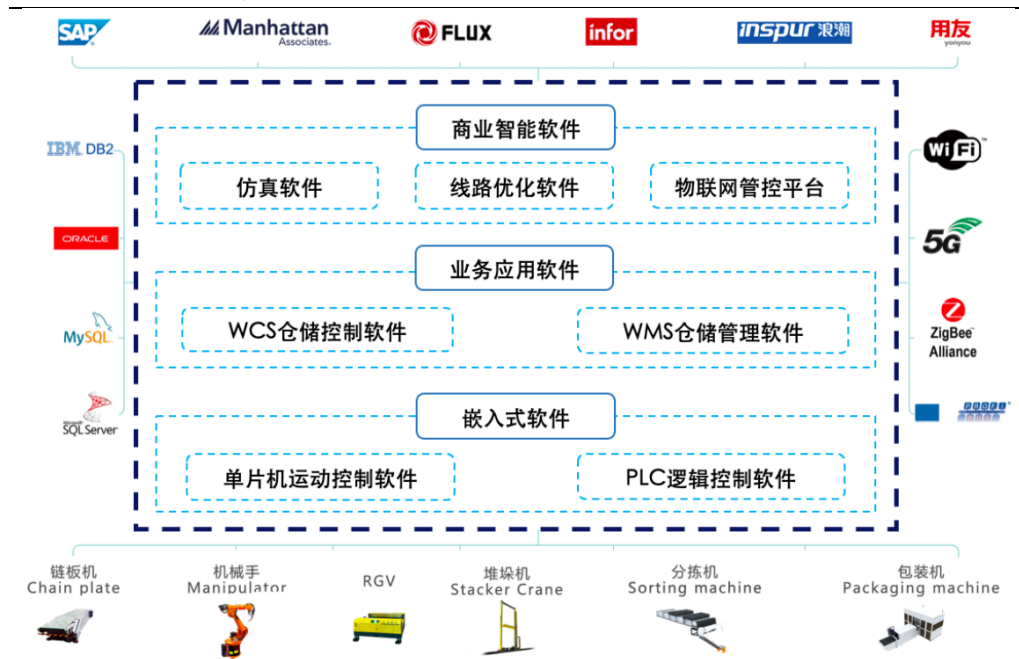 SAP
Manhattan
Associates
FLUX
infor
inspur 浪潮
用友
yonyou
商业智能软件
仿真软件
线路优化软件
物联网管控平台
业务应用软件
WCS仓储控制软件
WMS仓储管理软件
嵌入式软件
单片机运动控制软件
PLC逻辑控制软件
IBM DB2
ORACLE
MySQL
Microsoft
SQL Server
Wi Fi
5G
ZigBee
Alliance
PROFI
链板机
Chain plate
机械手
Manipulator
RGV
堆垛机
Stacker Crane
分拣机
Sorting machine
包装机
Packaging machine